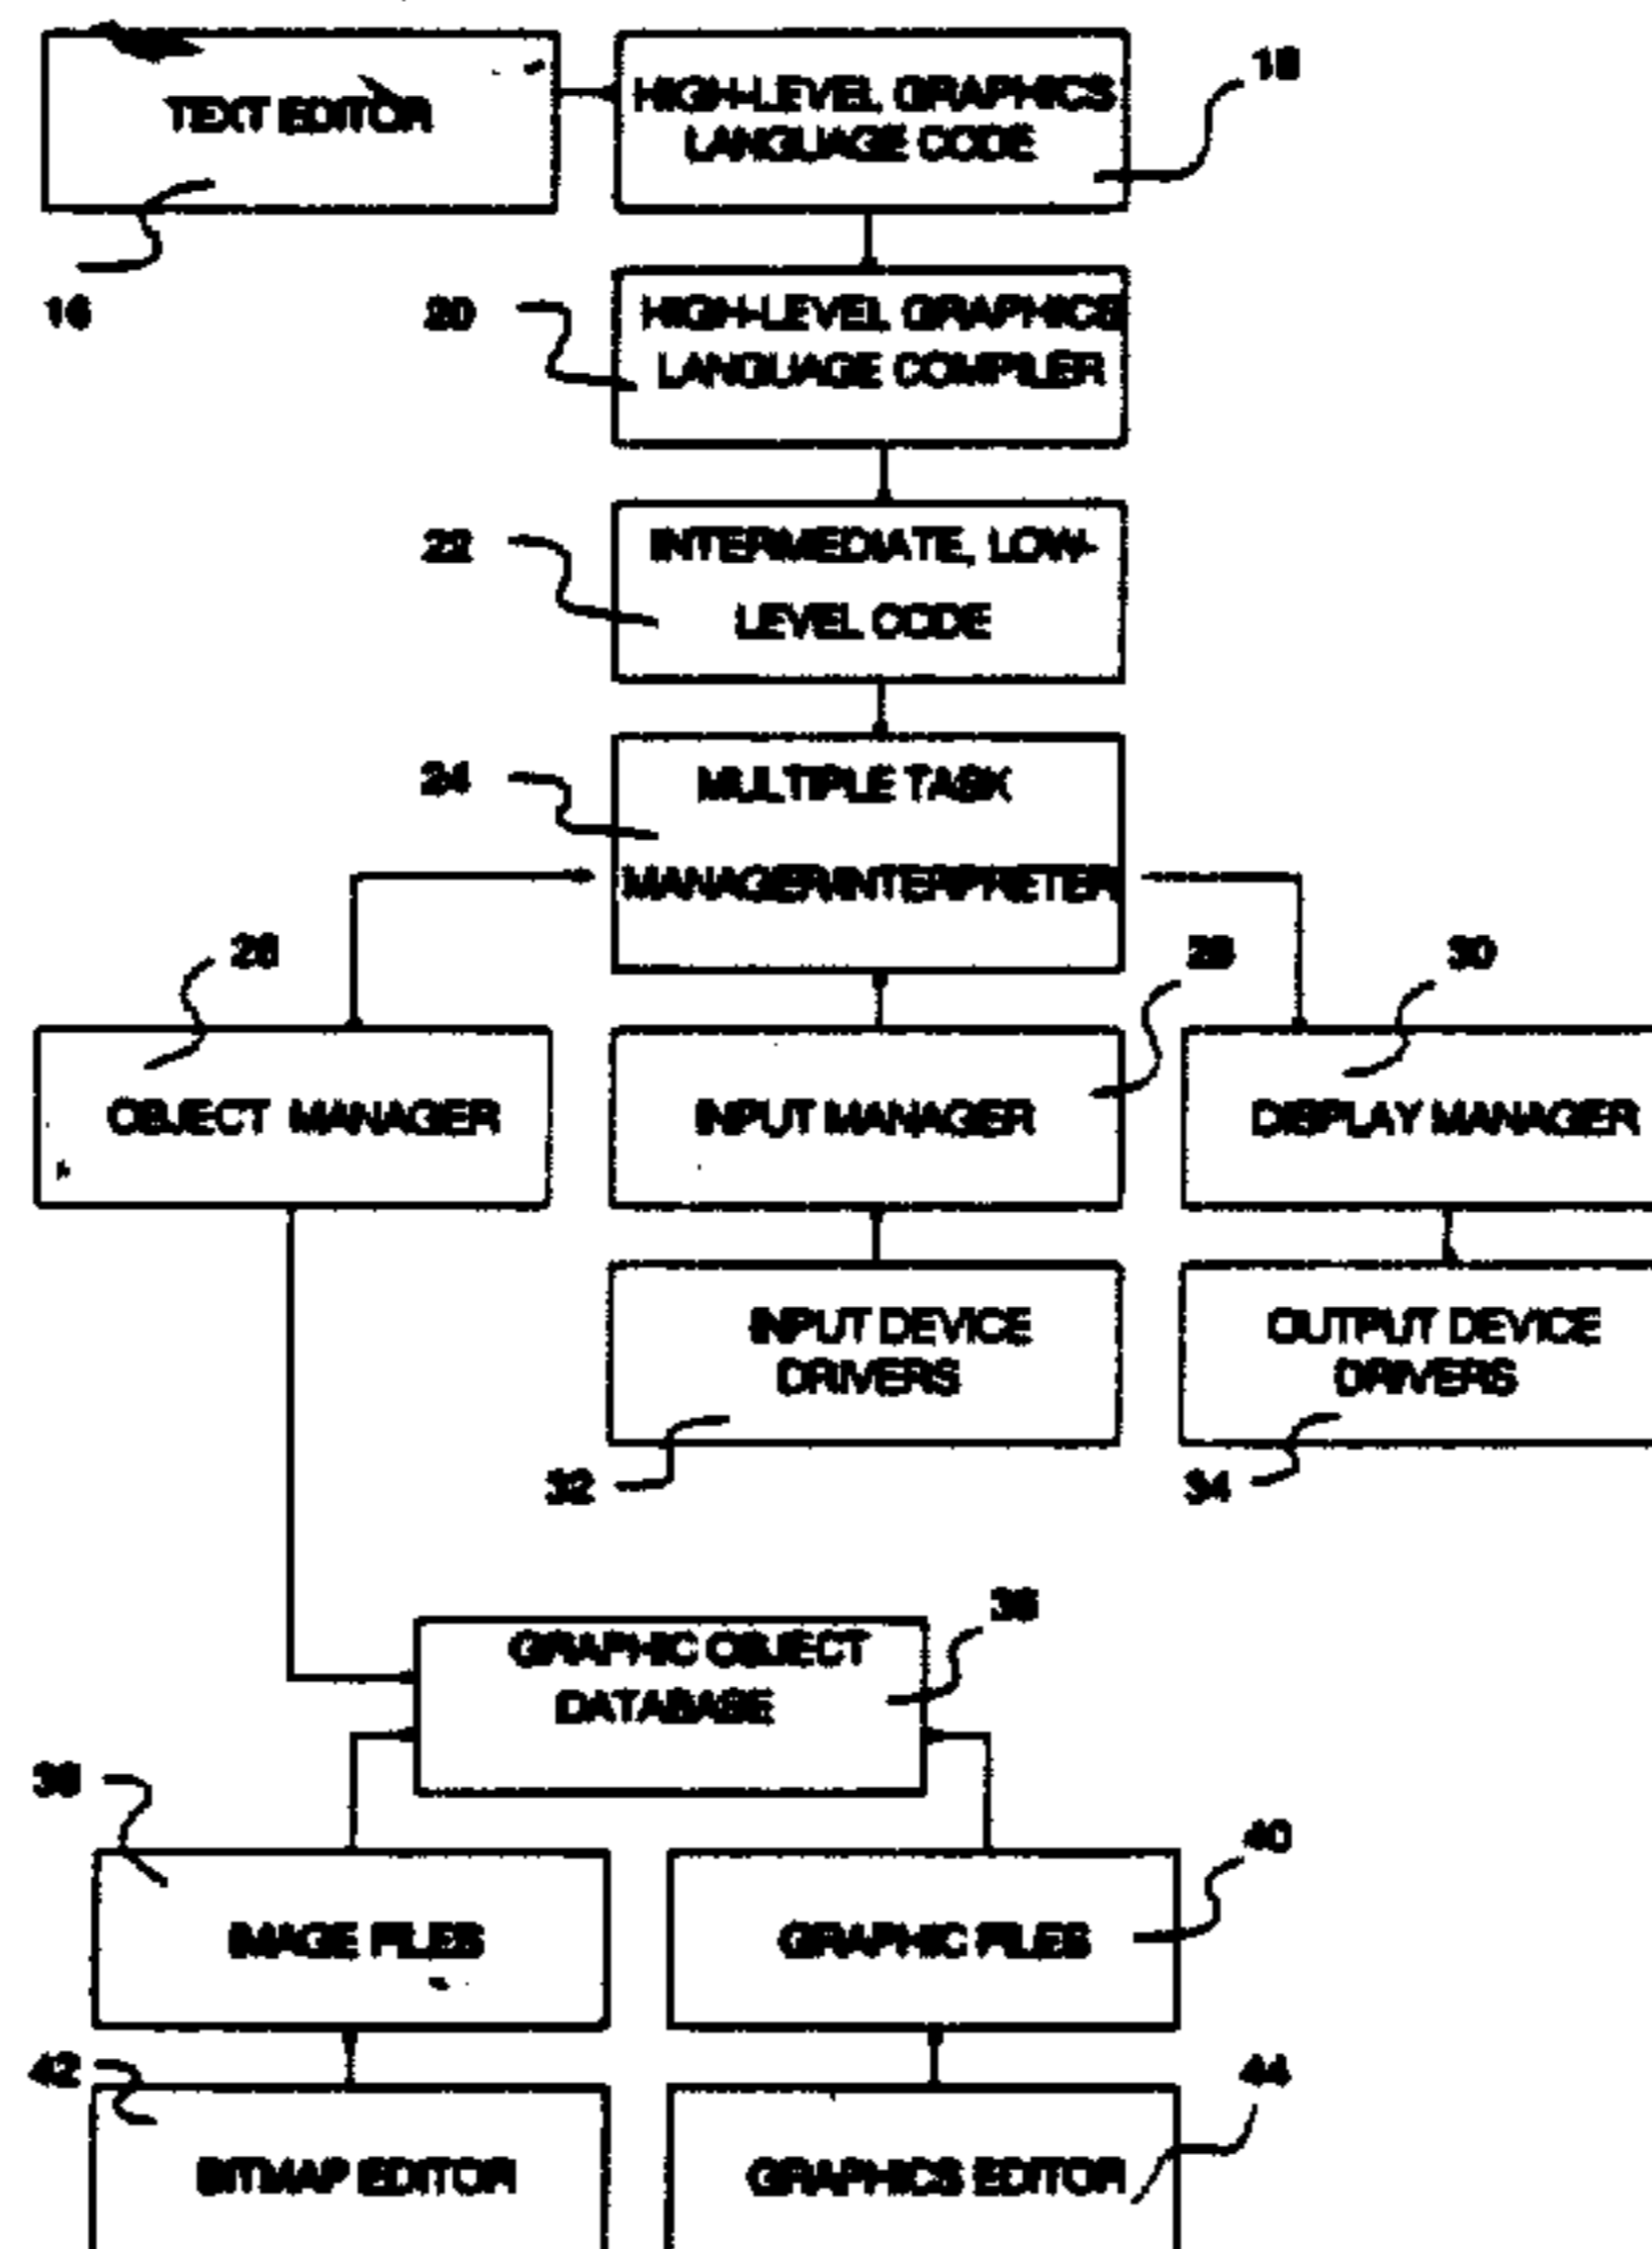 TEXT EDITOR
HIGH-LEVEL GRAPHICS
LANGUAGE CODE
18
16
20
HIGH-LEVEL GRAPHICS
LANGUAGE COMPILER
22
INTERMEDIATE, LOW-
LEVEL CODE
24
MULTIPLE TASK
MANAGER/INTERPRETER
26
28
30
OBJECT MANAGER
INPUT MANAGER
DISPLAY MANAGER
INPUT DEVICE
DRIVERS
OUTPUT DEVICE
DRIVERS
32
34
36
GRAPHIC OBJECT
DATABASE
38
40
IMAGE FILES
GRAPHIC FILES
42
44
BITMAP EDITOR
GRAPHICS EDITOR